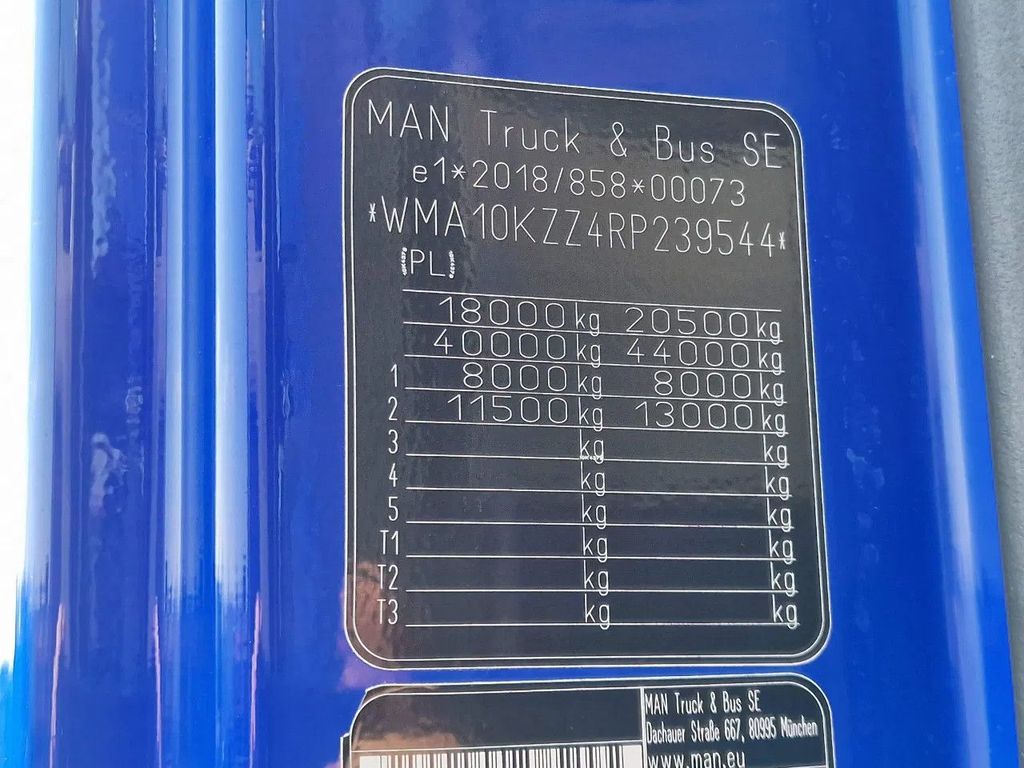 MAN Truck & Bus SE
e1*2018/858*00073
*WMA10KZZ4RP239544*
PL
18000 kg 20500 kg
40000 kg 44000 kg
1 8000 kg 8000 kg
2 11500 kg 13000 kg
3 kg kg
4 kg kg
5 kg kg
T1 kg kg
T2 kg kg
T3 kg kg
MAN Truck & Bus SE
Dachauer Straße 667, 80995 München
www.man.eu